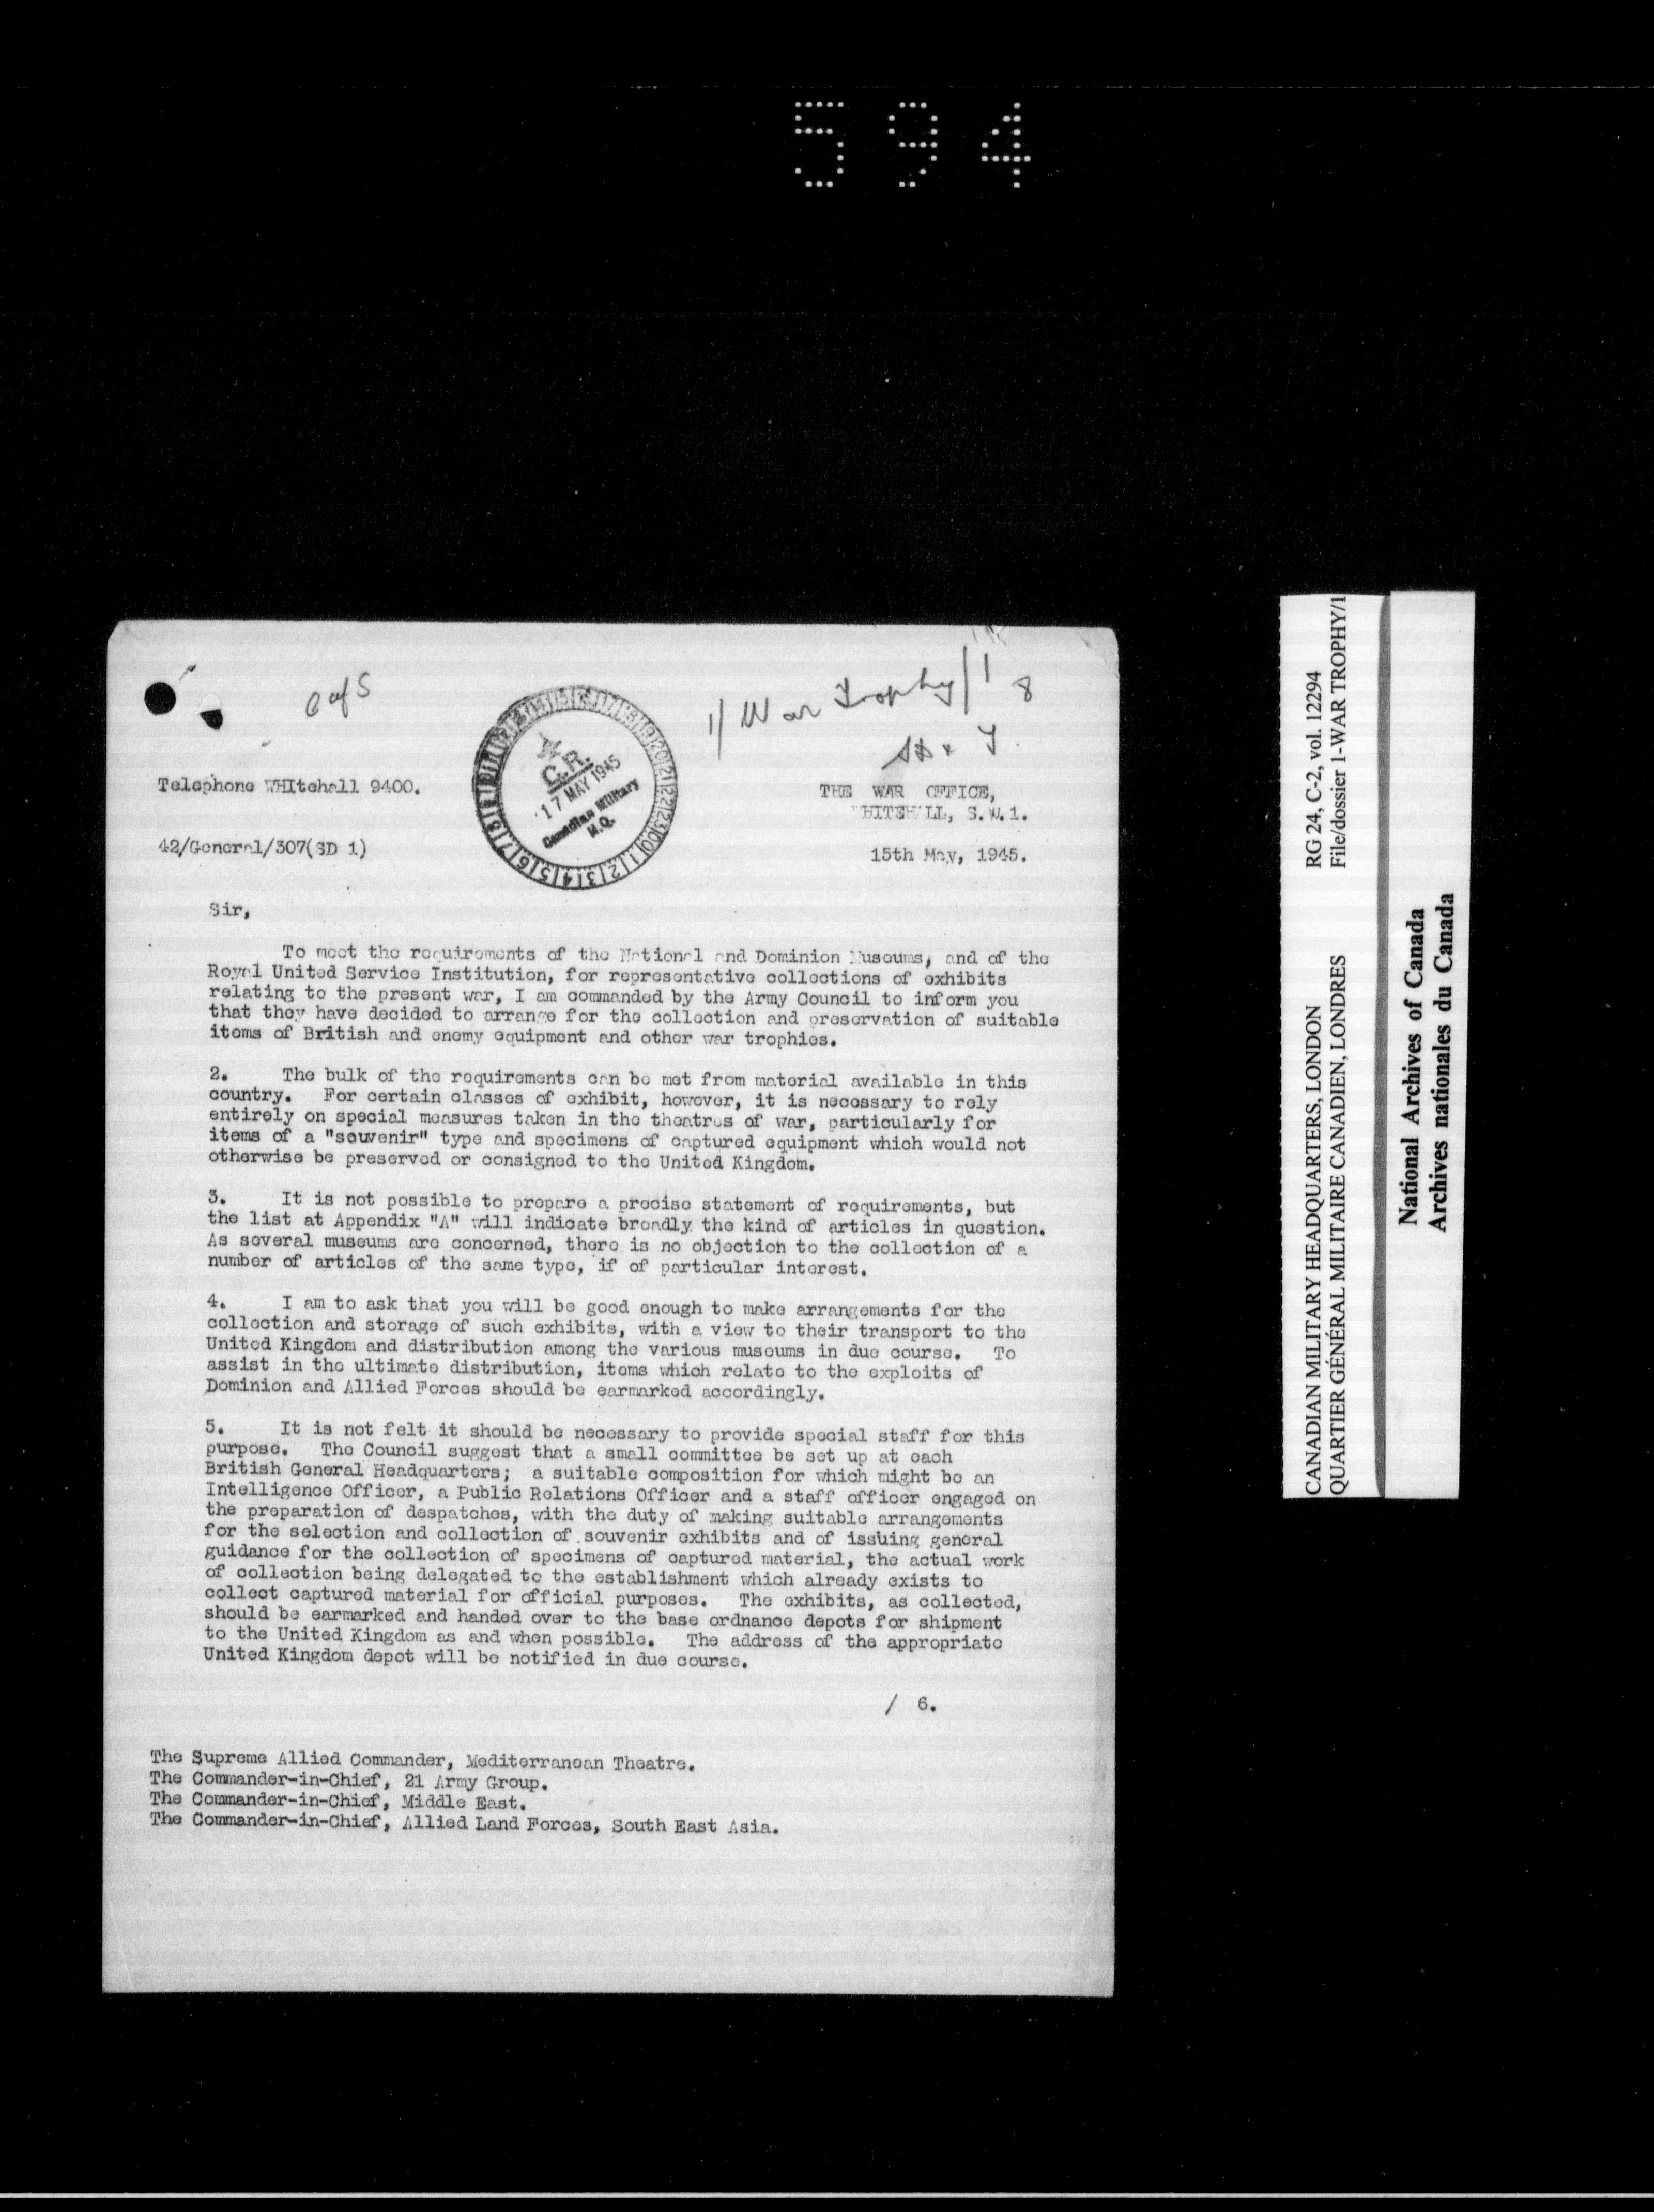 594
C of S
1/War Trophy/1 8
C.R.
17 MAY 1945
Canadian Military
H.Q.
Telephone WHItehall 9400.
THE WAR OFFICE,
WHITEHALL, S.W.1.
42/General/307(SD 1)
15th May, 1945.
Sir,
To meet the requirements of the National and Dominion Museums, and of the
Royal United Service Institution, for representative collections of exhibits
relating to the present war, I am commanded by the Army Council to inform you
that they have decided to arrange for the collection and preservation of suitable
items of British and enemy equipment and other war trophies.
2. The bulk of the requirements can be met from material available in this
country. For certain classes of exhibit, however, it is necessary to rely
entirely on special measures taken in the theatres of war, particularly for
items of a "souvenir" type and specimens of captured equipment which would not
otherwise be preserved or consigned to the United Kingdom.
3. It is not possible to prepare a precise statement of requirements, but
the list at Appendix "A" will indicate broadly the kind of articles in question.
As several museums are concerned, there is no objection to the collection of a
number of articles of the same type, if of particular interest.
4. I am to ask that you will be good enough to make arrangements for the
collection and storage of such exhibits, with a view to their transport to the
United Kingdom and distribution among the various museums in due course. To
assist in the ultimate distribution, items which relate to the exploits of
Dominion and Allied Forces should be earmarked accordingly.
5. It is not felt it should be necessary to provide special staff for this
purpose. The Council suggest that a small committee be set up at each
British General Headquarters; a suitable composition for which might be an
Intelligence Officer, a Public Relations Officer and a staff officer engaged on
the preparation of despatches, with the duty of making suitable arrangements
for the selection and collection of souvenir exhibits and of issuing general
guidance for the collection of specimens of captured material, the actual work
of collection being delegated to the establishment which already exists to
collect captured material for official purposes. The exhibits, as collected,
should be earmarked and handed over to the base ordnance depots for shipment
to the United Kingdom as and when possible. The address of the appropriate
United Kingdom depot will be notified in due course.
/ 6.
The Supreme Allied Commander, Mediterranean Theatre.
The Commander-in-Chief, 21 Army Group.
The Commander-in-Chief, Middle East.
The Commander-in-Chief, Allied Land Forces, South East Asia.
CANADIAN MILITARY HEADQUARTERS, LONDON RG 24, C-2, vol. 12294
QUARTIER GÉNÉRAL MILITAIRE CANADIEN, LONDRES File/dossier 1-WAR TROPHY/1
National Archives of Canada
Archives nationales du Canada